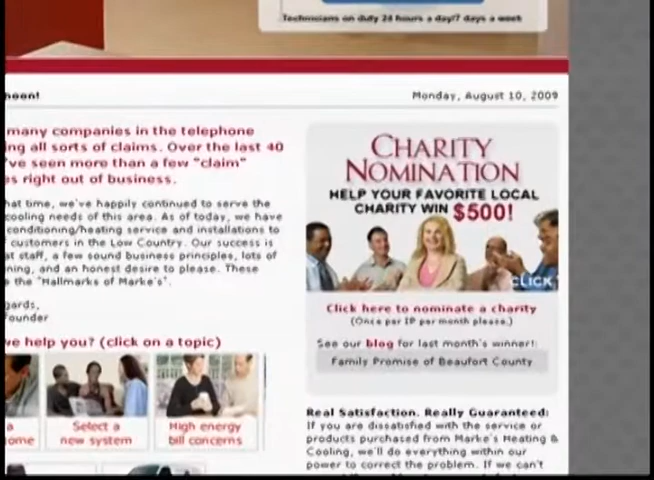 Technicians on duty 24 hours a day/7 days a week
hoon!
Monday, August 10, 2009
many companies in the telephone
ng all sorts of claims. Over the last 40
've seen more than a few "claim"
es right out of business.
hat time, we've happily continued to serve the
cooling needs of this area. As of today, we have
conditioning/heating service and installations to
customers in the Low Country. Our success is
at staff, a few sound business principles, lots of
ning, and an honest desire to please. These
e the "Hallmarks of Marke's".
gards,
ounder
ve help you? (click on a topic)
a
ome
Select a
new system
High energy
bill concerns
CHARITY
NOMINATION
HELP YOUR FAVORITE LOCAL
CHARITY WIN $500!
CLICK
Click here to nominate a charity
(Once per IP per month please.)
See our blog for last month's winner!:
Family Promise of Beaufort County
Real Satisfaction. Really Guaranteed:
If you are dissatisfied with the service or
products purchased from Marke's Heating &
Cooling, we'll do everything within our
power to correct the problem. If we can't